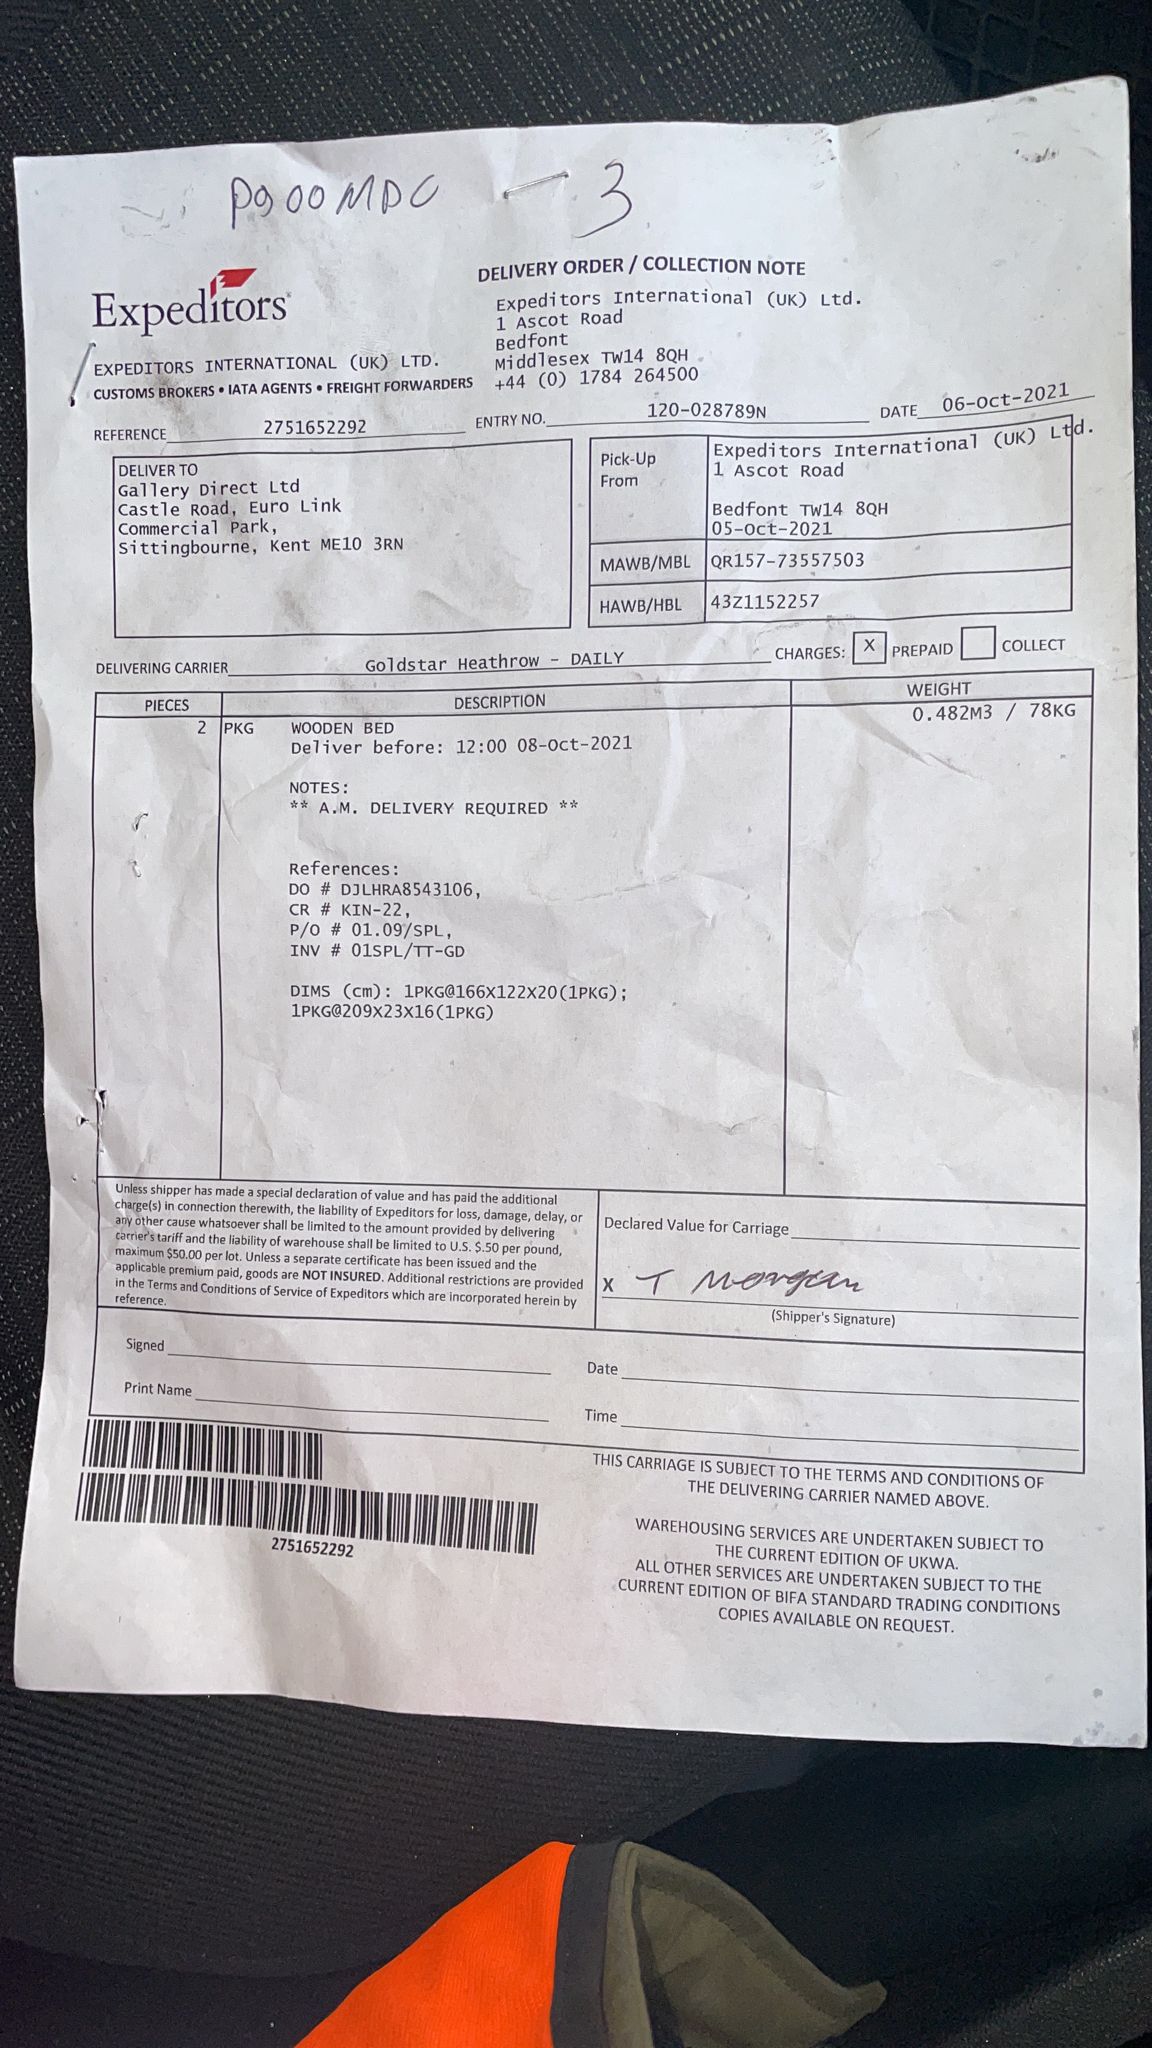 P900MDC - 3
Expeditors
DELIVERY ORDER / COLLECTION NOTE
Expeditors International (UK) Ltd.
1 Ascot Road
Bedfont
Middlesex TW14 8QH
+44 (0) 1784 264500
EXPEDITORS INTERNATIONAL (UK) LTD.
CUSTOMS BROKERS • IATA AGENTS • FREIGHT FORWARDERS
REFERENCE 2751652292 ENTRY NO. 120-028789N DATE 06-Oct-2021
DELIVER TO
Gallery Direct Ltd
Castle Road, Euro Link
Commercial Park,
Sittingbourne, Kent ME10 3RN
Pick-Up From
Expeditors International (UK) Ltd.
1 Ascot Road
Bedfont TW14 8QH
05-Oct-2021
MAWB/MBL QR157-73557503
HAWB/HBL 43Z1152257
DELIVERING CARRIER Goldstar Heathrow - DAILY CHARGES: X PREPAID COLLECT
PIECES DESCRIPTION WEIGHT
2 PKG WOODEN BED 0.482M3 / 78KG
Deliver before: 12:00 08-Oct-2021
NOTES:
** A.M. DELIVERY REQUIRED **
References:
DO # DJLHRA8543106,
CR # KIN-22,
P/O # 01.09/SPL,
INV # 01SPL/TT-GD
DIMS (cm): 1PKG@166X122X20(1PKG);
1PKG@209X23X16(1PKG)
Unless shipper has made a special declaration of value and has paid the additional
charge(s) in connection therewith, the liability of Expeditors for loss, damage, delay, or
any other cause whatsoever shall be limited to the amount provided by delivering
carrier's tariff and the liability of warehouse shall be limited to U.S. $.50 per pound,
maximum $50.00 per lot. Unless a separate certificate has been issued and the
applicable premium paid, goods are NOT INSURED. Additional restrictions are provided
in the Terms and Conditions of Service of Expeditors which are incorporated herein by
reference.
Declared Value for Carriage
X T Morgan
(Shipper's Signature)
Signed
Date
Print Name
Time
2751652292
THIS CARRIAGE IS SUBJECT TO THE TERMS AND CONDITIONS OF
THE DELIVERING CARRIER NAMED ABOVE.
WAREHOUSING SERVICES ARE UNDERTAKEN SUBJECT TO
THE CURRENT EDITION OF UKWA.
ALL OTHER SERVICES ARE UNDERTAKEN SUBJECT TO THE
CURRENT EDITION OF BIFA STANDARD TRADING CONDITIONS
COPIES AVAILABLE ON REQUEST.